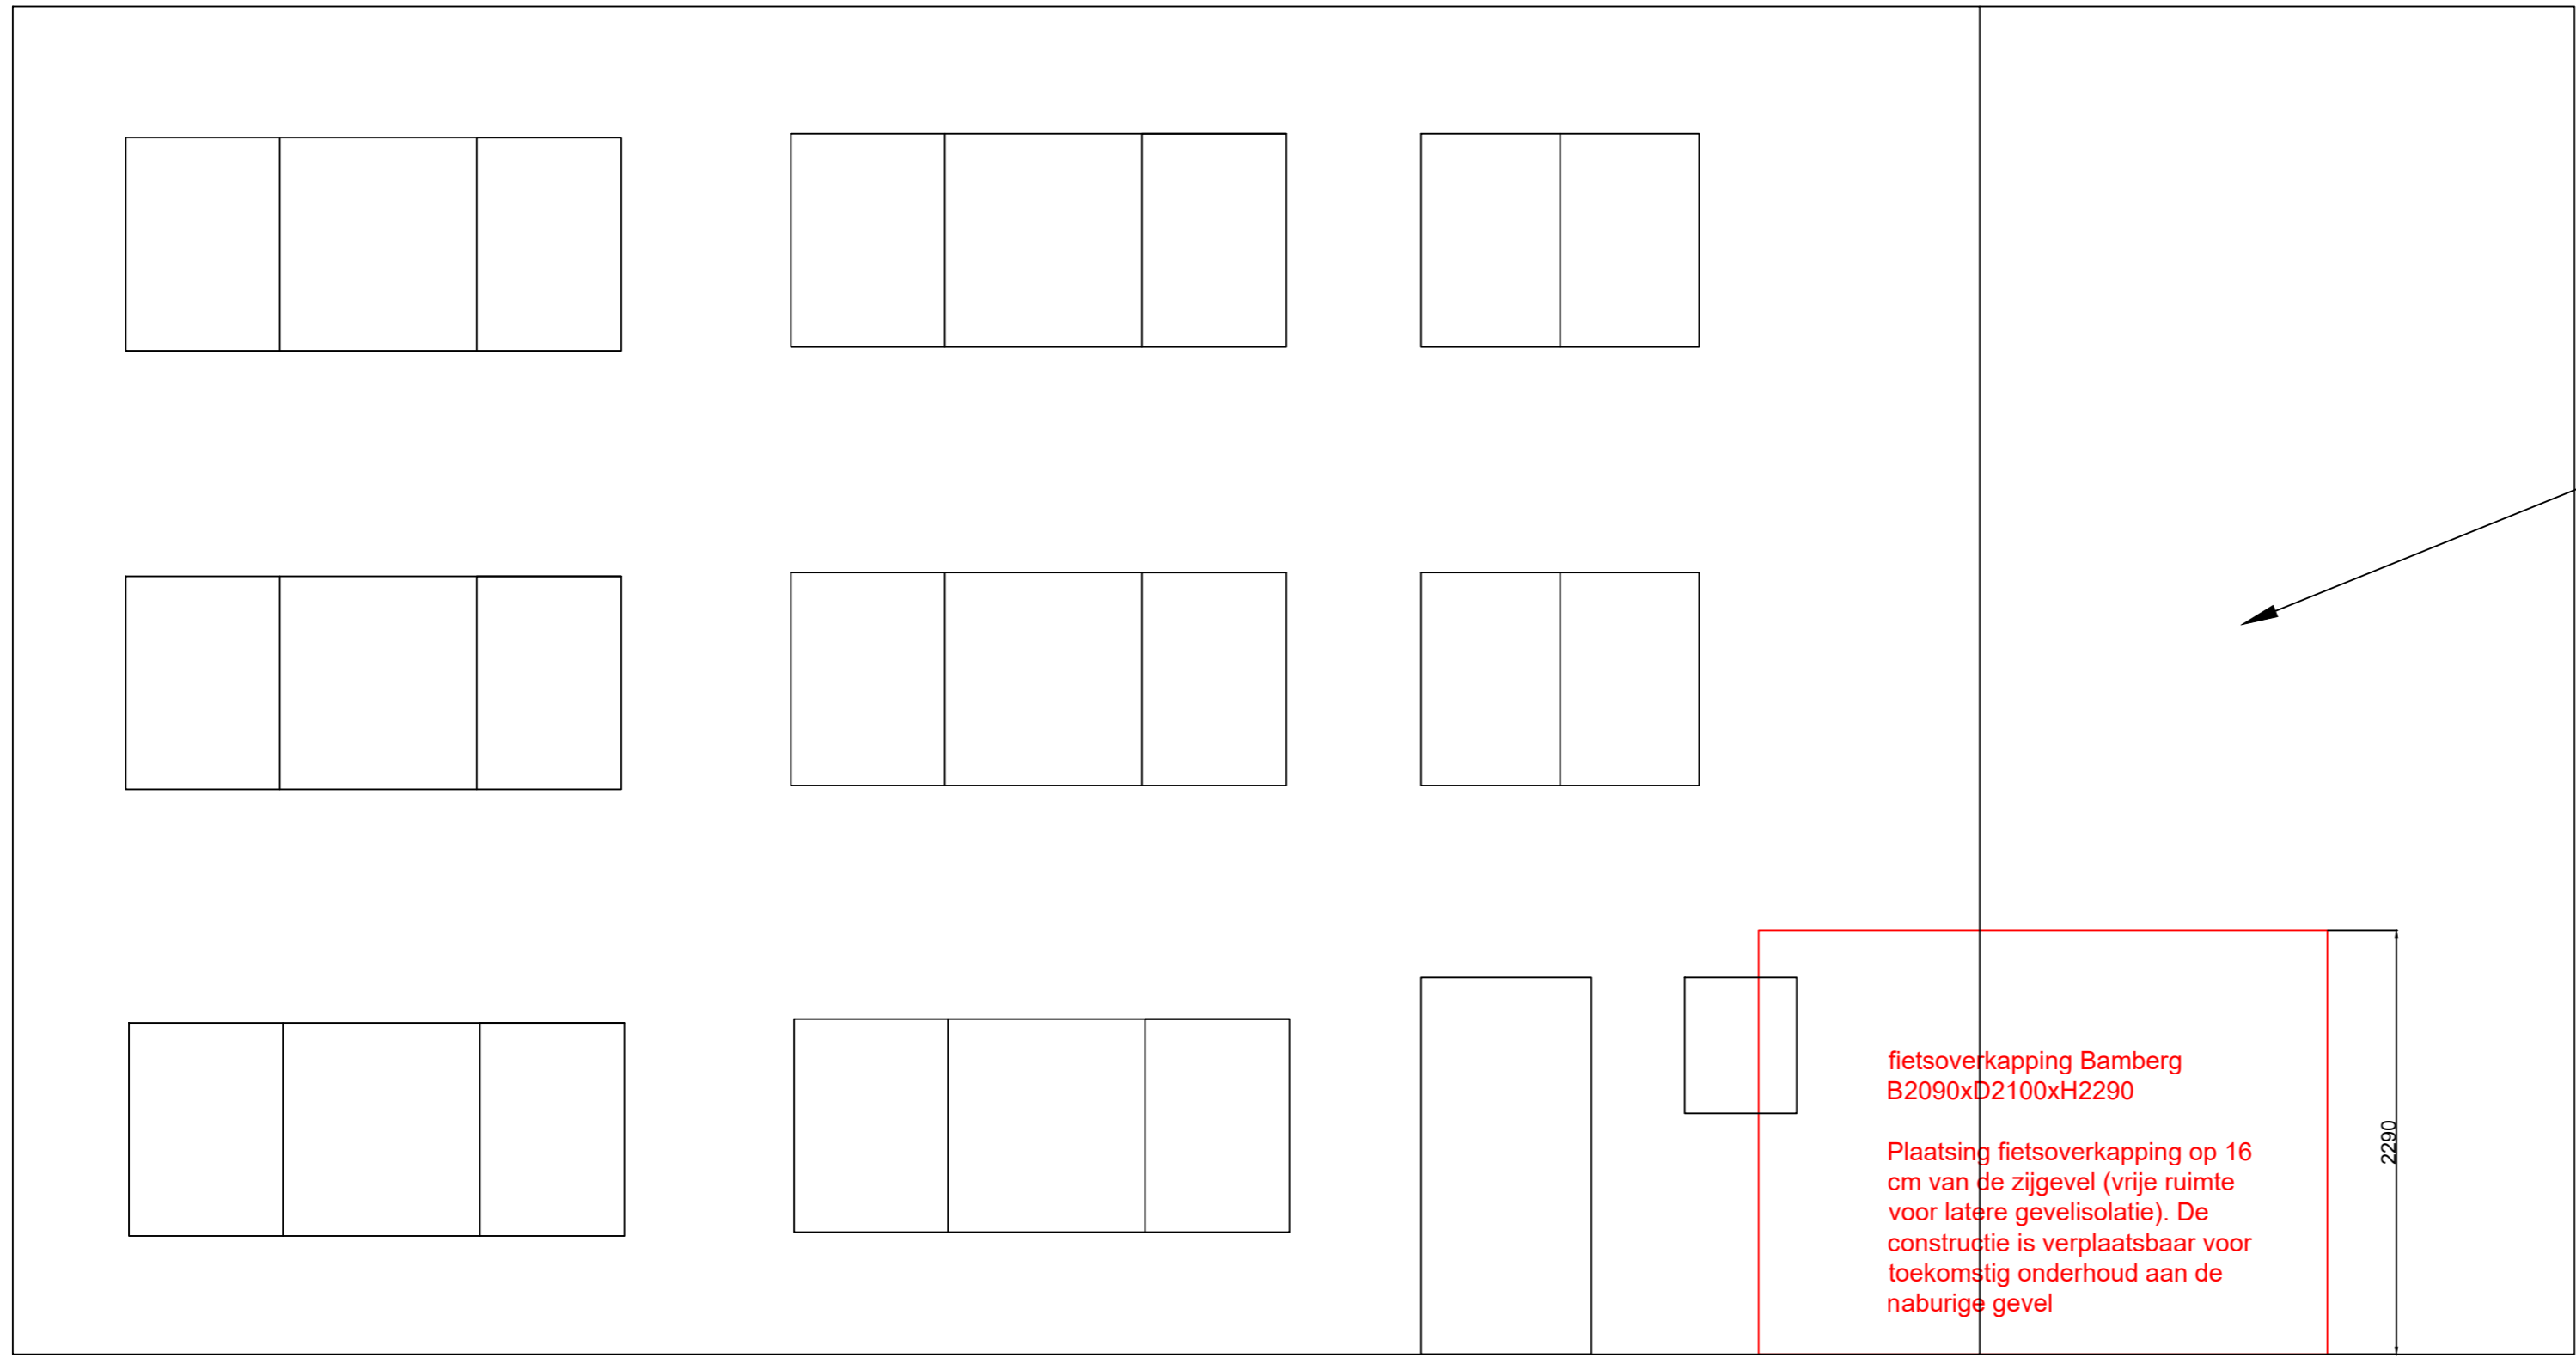 fietsoverkapping Bamberg
B2090xD2100xH2290
Plaatsing fietsoverkapping op 16
cm van de zijgevel (vrije ruimte
voor latere gevelisolatie). De
constructie is verplaatsbaar voor
toekomstig onderhoud aan de
naburige gevel
2290